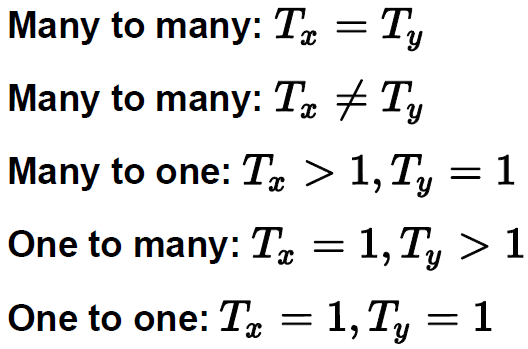 Many to many: $T_x = T_y$
Many to many: $T_x \neq T_y$
Many to one: $T_x > 1, T_y = 1$
One to many: $T_x = 1, T_y > 1$
One to one: $T_x = 1, T_y = 1$